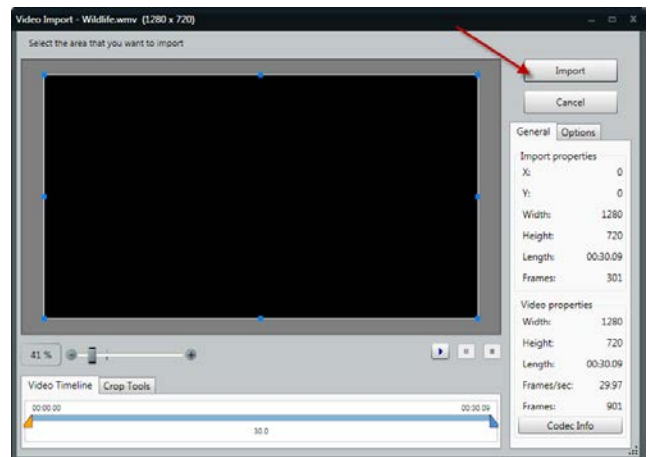 Video Import - Wildlife.wmv (1280 x 720)
Select the area that you want to import
Import
Cancel
General Options
Import properties
X: 0
Y: 0
Width: 1280
Height: 720
Length: 00:30.09
Frames: 301
Video properties
Width: 1280
Height: 720
Length: 00:30.09
Frames/sec: 29.97
Frames: 901
Codec Info
41 %
Video Timeline Crop Tools
00:00.00 00:30.09
30.0